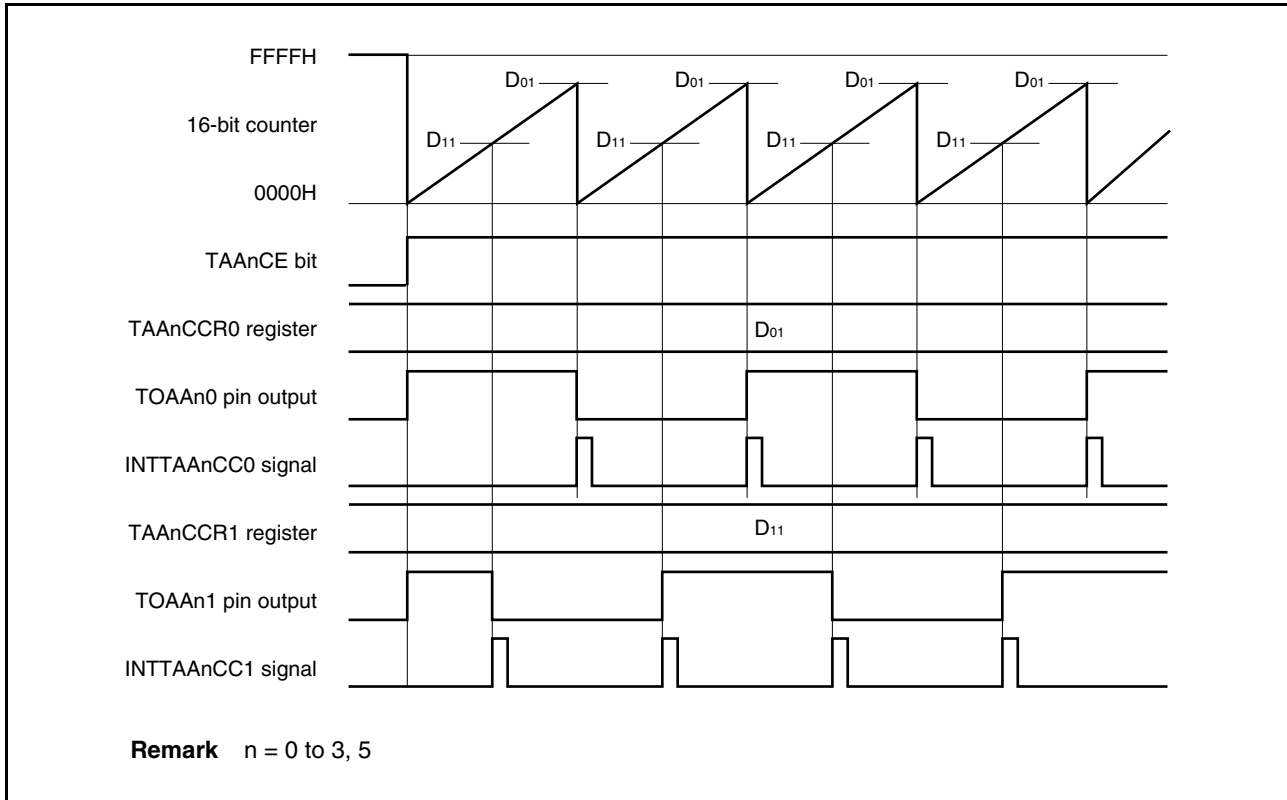 FFFFH
D01 D01 D01 D01
16-bit counter
D11 D11 D11 D11
0000H
TAAnCE bit
TAAnCCR0 register
D01
TOAAn0 pin output
INTTAAnCC0 signal
TAAnCCR1 register
D11
TOAAn1 pin output
INTTAAnCC1 signal
Remark n = 0 to 3, 5